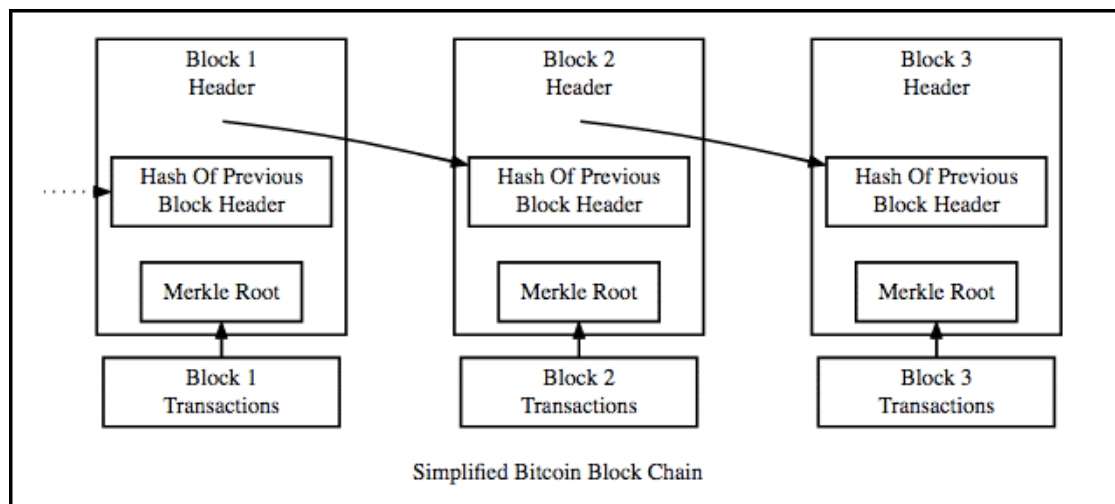 Block 1
Header
Block 2
Header
Block 3
Header
Hash Of Previous
Block Header
Hash Of Previous
Block Header
Hash Of Previous
Block Header
Merkle Root
Merkle Root
Merkle Root
Block 1
Transactions
Block 2
Transactions
Block 3
Transactions
Simplified Bitcoin Block Chain